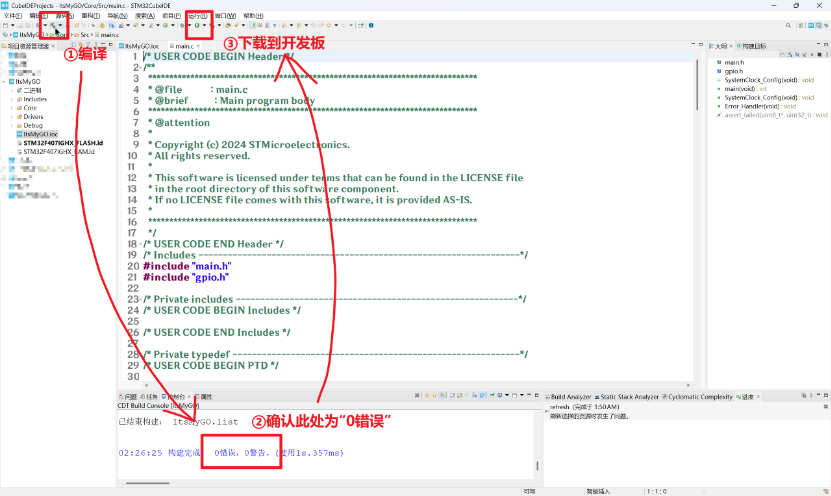 CubeIDEProjects - ItsMyGO/Core/Src/main.c - STM32CubeIDE
文件(F) 编辑(E) 源码(S) 重构(T) 导航(N) 搜索(A) 项目(P) 运行(R) 窗口(W) 帮助(H)
ItsMyGO Core Src main.c
①编译
③下载到开发板
项目资源管理器
ItsMyGO
二进制
Includes
Core
Drivers
Debug
ItsMyGO.ioc
STM32F407IGHX_FLASH.ld
STM32F407IGHX_RAM.ld
ItsMyGO.ioc main.c
1 /* USER CODE BEGIN Header
2 /**
3 ******************************************************************************
4 * @file : main.c
5 * @brief : Main program body
6 ******************************************************************************
7 * @attention
8 *
9 * Copyright (c) 2024 STMicroelectronics.
10 * All rights reserved.
11 *
12 * This software is licensed under terms that can be found in the LICENSE file
13 * in the root directory of this software component.
14 * If no LICENSE file comes with this software, it is provided AS-IS.
15 *
16 ******************************************************************************
17 */
18 /* USER CODE END Header */
19 /* Includes ------------------------------------------------------------------*/
20 #include "main.h"
21 #include "gpio.h"
22
23 /* Private includes ----------------------------------------------------------*/
24 /* USER CODE BEGIN Includes */
25
26 /* USER CODE END Includes */
27
28 /* Private typedef -----------------------------------------------------------*/
29 /* USER CODE BEGIN PTD */
30
大纲 构建目标
main.h
gpio.h
SystemClock_Config(void) : void
main(void) : int
SystemClock_Config(void) : void
Error_Handler(void) : void
assert_failed(uint8_t*, uint32_t) : void
问题 任务 控制台 属性
CDT Build Console [ItsMyGO]
已结束构建: ItsMyGO.list
②确认此处为“0错误”
02:26:25 构建完成 0错误，0警告. (使用1s.357ms)
Build Analyzer Static Stack Analyzer Cyclomatic Complexity 进度
refresh (完成于 1:50 AM)
刷新选择的资源时发生了问题。
可写 智能插入 1 : 1 : 0